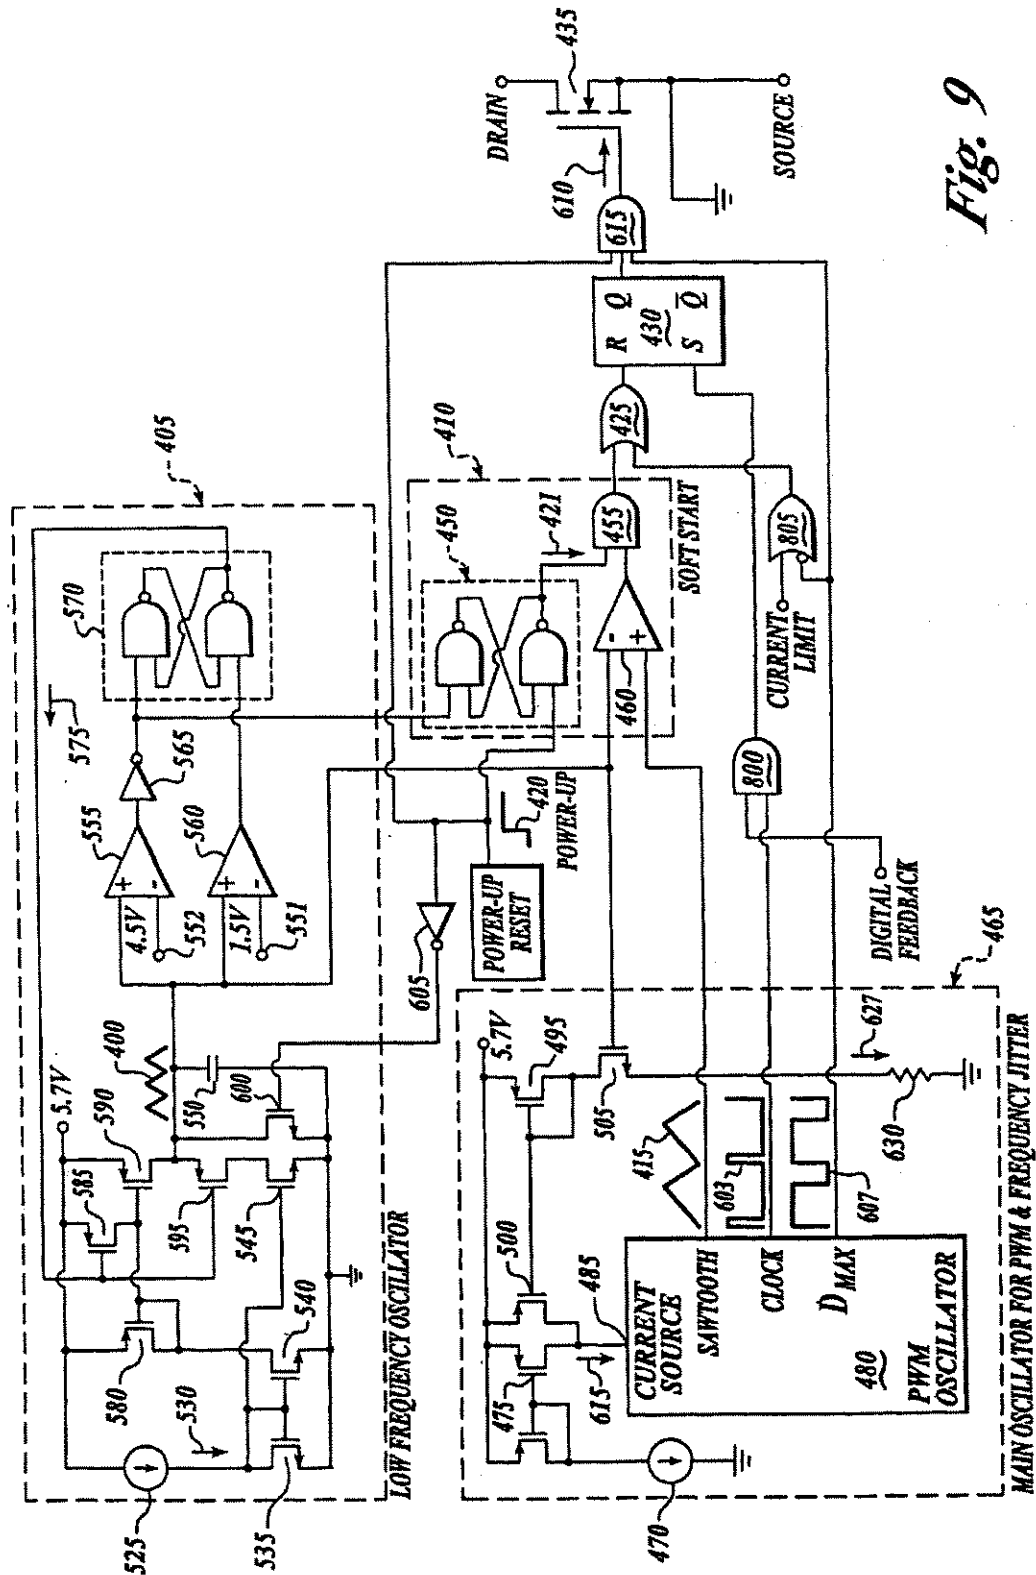 405
570
575
555
565
4.5V
552
560
1.5V
551
400
5.7V
590
585
595
550
600
545
580
540
530
525
535
LOW FREQUENCY OSCILLATOR
605
POWER-UP
RESET
420
POWER-UP
410
450
421
455
460
SOFT START
425
R Q
430
S Q
615
610
DRAIN
435
SOURCE
CURRENT
LIMIT
805
800
DIGITAL
FEEDBACK
465
5.7V
495
505
500
475
485
615
470
CURRENT
SOURCE
SAWTOOTH
CLOCK
DMAX
480
PWM
OSCILLATOR
415
603
607
627
630
MAIN OSCILLATOR FOR PWM & FREQUENCY JITTER
Fig. 9